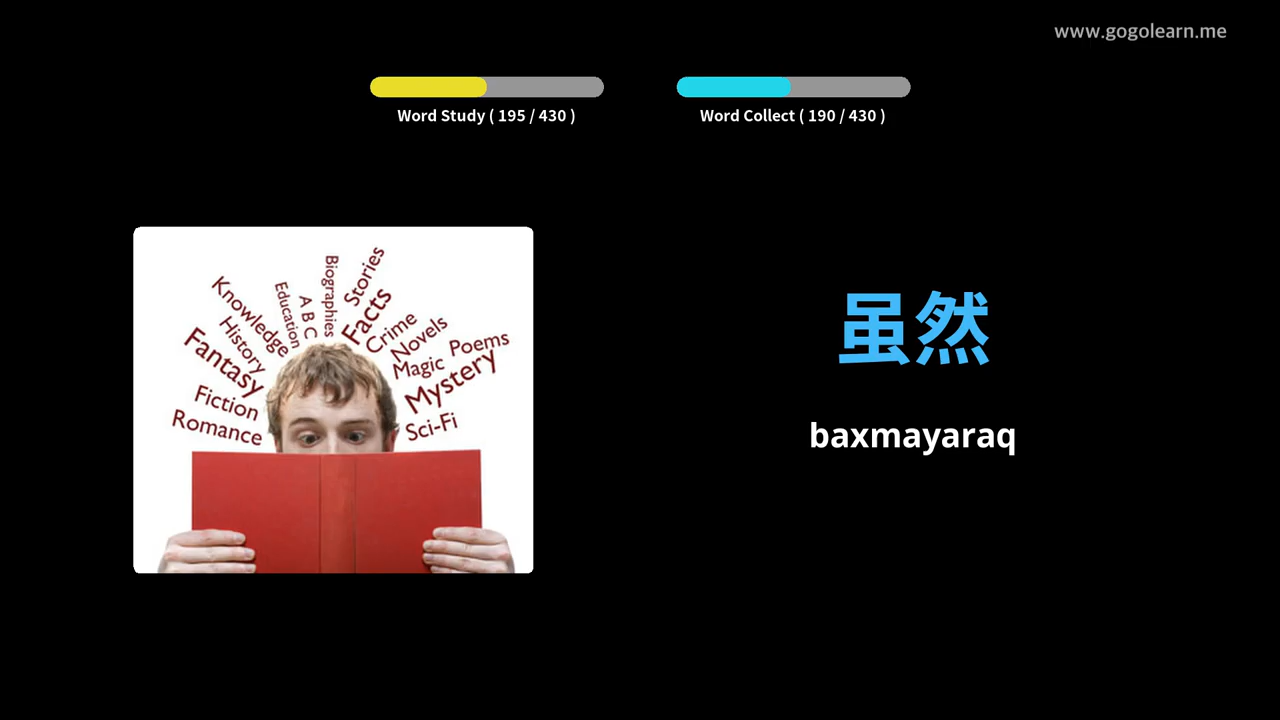 www.gogolearn.me
Word Study ( 195 / 430 )
Word Collect ( 190 / 430 )
Knowledge
History
Fantasy
Fiction
Romance
Education
A B C
Biographies
Stories
Facts
Crime
Novels
Magic
Poems
Mystery
Sci-Fi
虽然
baxmayaraq